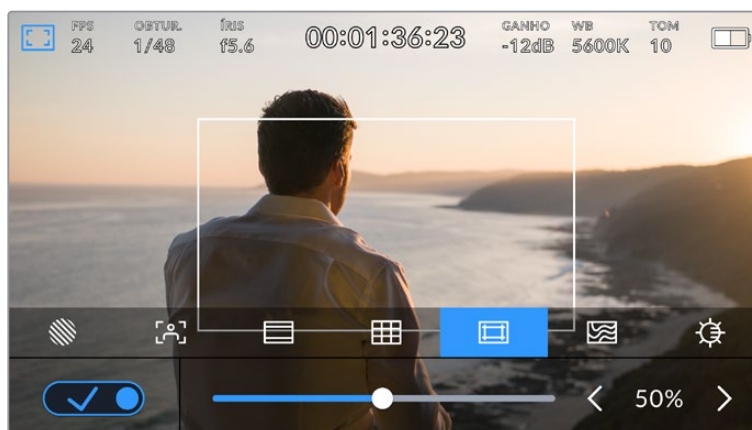 FPS OBTUR. ÍRIS 00:01:36:23 GANHO WB TOM
24 1/48 f5.6 -12dB 5600K 10
50%